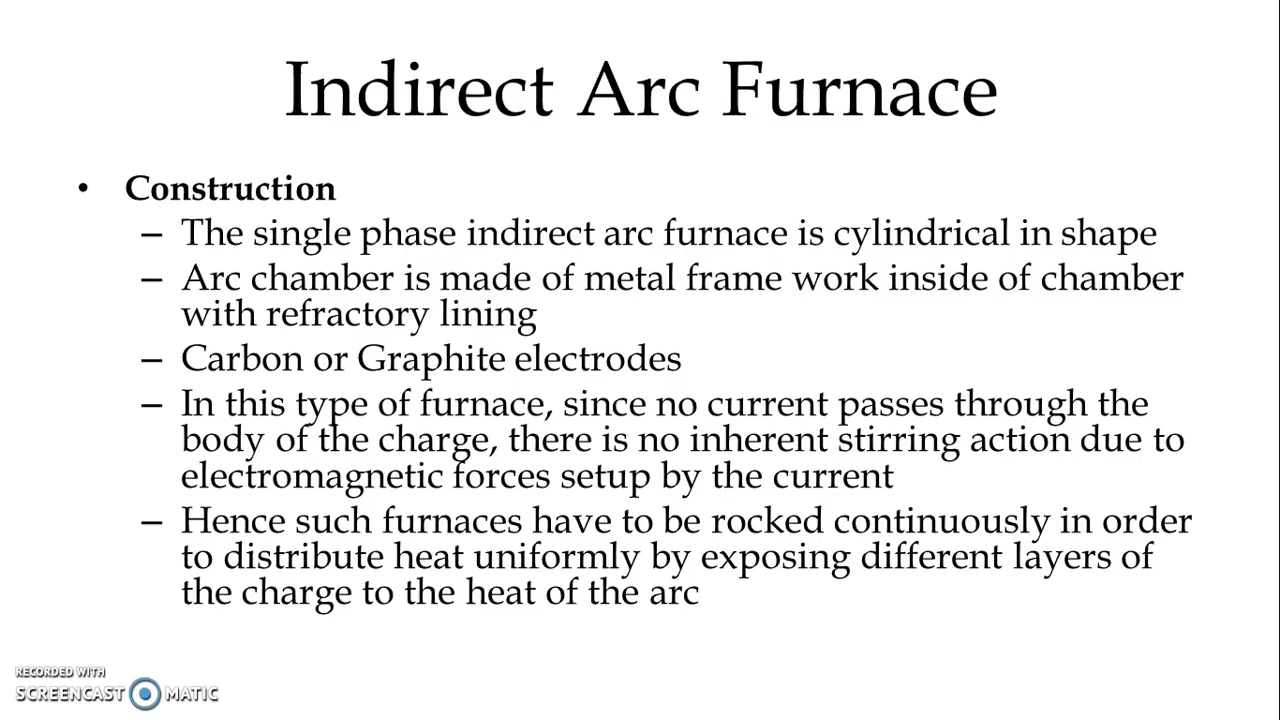 Indirect Arc Furnace
• Construction
– The single phase indirect arc furnace is cylindrical in shape
– Arc chamber is made of metal frame work inside of chamber
with refractory lining
– Carbon or Graphite electrodes
– In this type of furnace, since no current passes through the
body of the charge, there is no inherent stirring action due to
electromagnetic forces setup by the current
– Hence such furnaces have to be rocked continuously in order
to distribute heat uniformly by exposing different layers of
the charge to the heat of the arc
RECORDED WITH
SCREENCAST MATIC